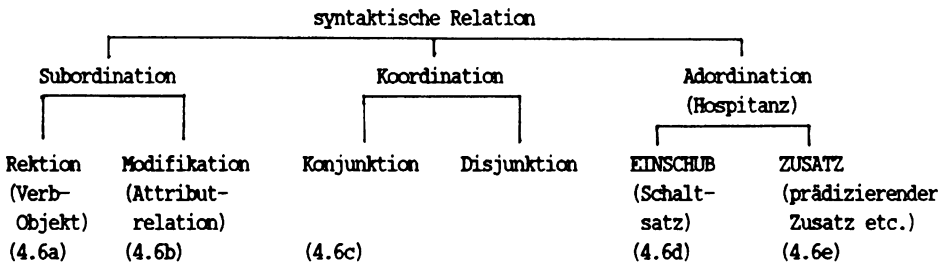 syntaktische Relation
Subordination Koordination Adordination
(Hospitanz)
Rektion Modifikation Konjunktion Disjunktion EINSCHUB ZUSATZ
(Verb- (Attribut- (Schalt- (prädizierender
Objekt) relation) satz) Zusatz etc.)
(4.6a) (4.6b) (4.6c) (4.6d) (4.6e)